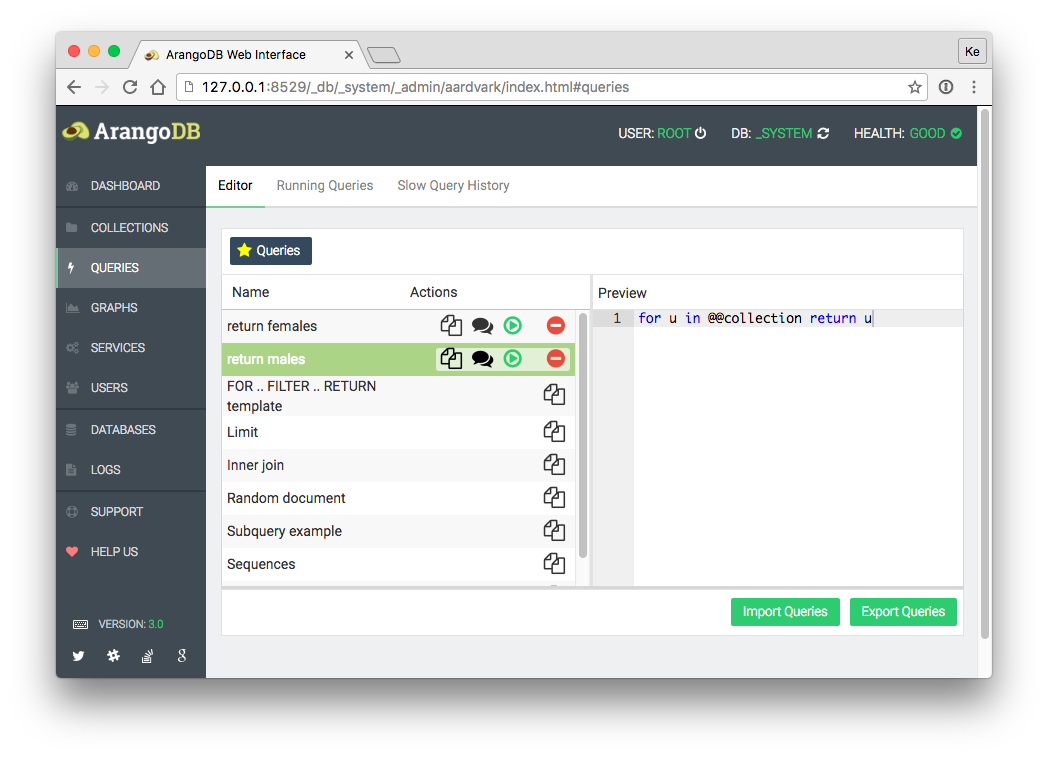 ArangoDB Web Interface
Ke
127.0.0.1:8529/_db/_system/_admin/aardvark/index.html#queries
ArangoDB
USER: ROOT DB: _SYSTEM HEALTH: GOOD
DASHBOARD
COLLECTIONS
QUERIES
GRAPHS
SERVICES
USERS
DATABASES
LOGS
SUPPORT
HELP US
VERSION: 3.0
Editor Running Queries Slow Query History
Queries
Name Actions
return females
return males
FOR .. FILTER .. RETURN
template
Limit
Inner join
Random document
Subquery example
Sequences
Preview
1 for u in @@collection return u
Import Queries Export Queries